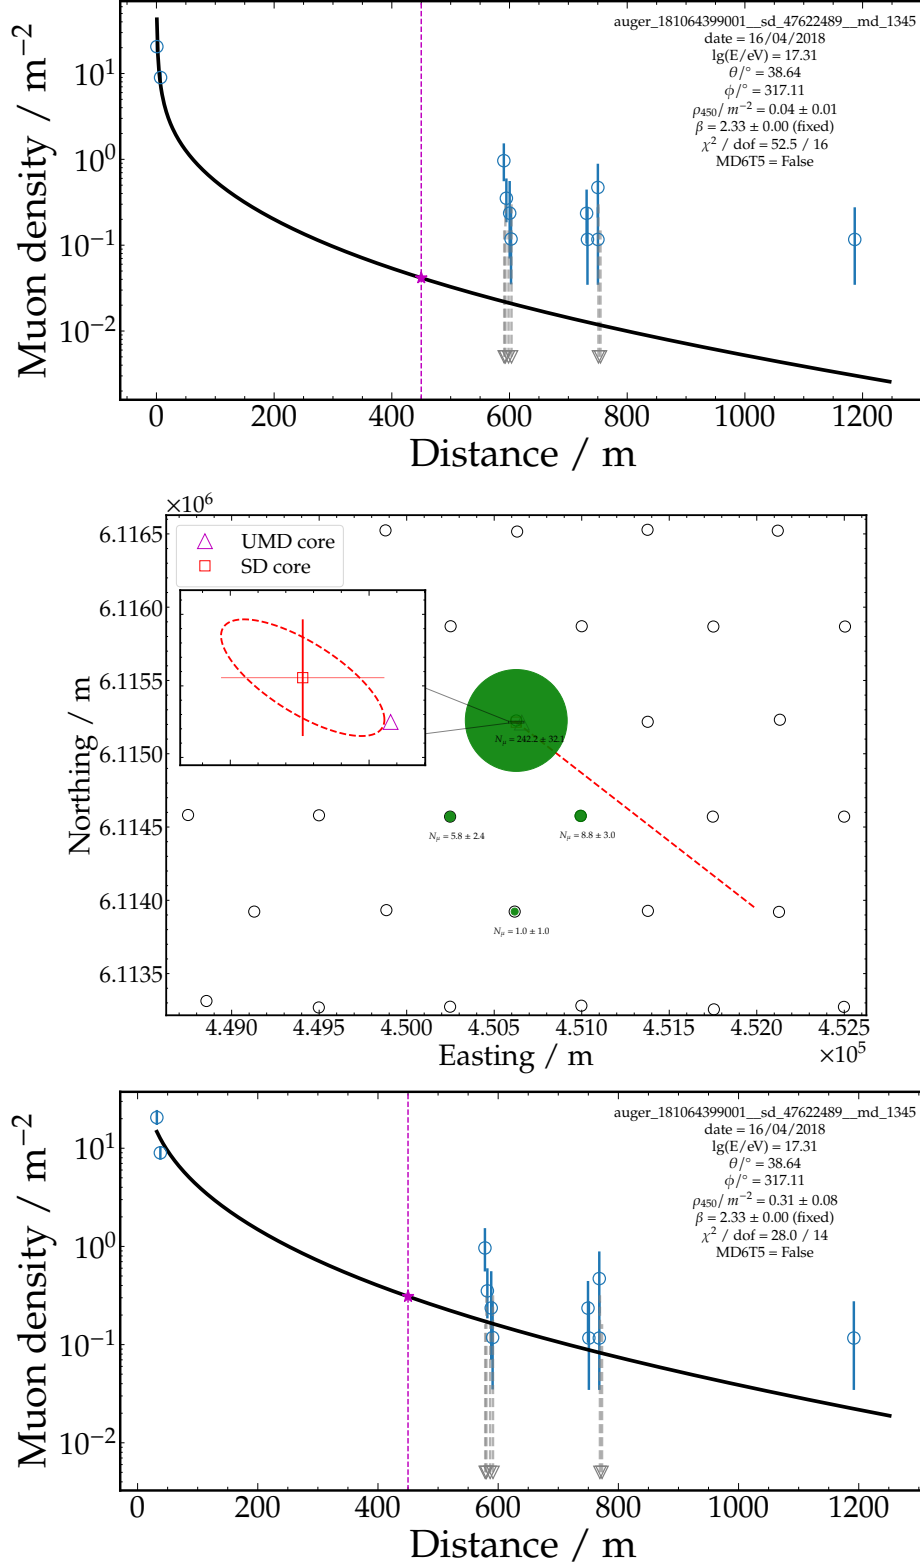 auger_181064399001__sd_47622489__md_1345
date = 16/04/2018
lg(E/eV) = 17.31
θ/° = 38.64
ϕ/° = 317.11
ρ₄₅₀/m⁻² = 0.04 ± 0.01
β = 2.33 ± 0.00 (fixed)
χ² / dof = 52.5 / 16
MD6T5 = False
Muon density / m⁻²
10¹
10⁰
10⁻¹
10⁻²
0 200 400 600 800 1000 1200
Distance / m
×10⁶
UMD core
SD core
Northing / m
6.1165
6.1160
6.1155
6.1150
6.1145
6.1140
6.1135
N_μ = 242.2 ± 32.1
N_μ = 5.8 ± 2.4
N_μ = 8.8 ± 3.0
N_μ = 1.0 ± 1.0
4.490 4.495 4.500 4.505 4.510 4.515 4.520 4.525
Easting / m
×10⁵
auger_181064399001__sd_47622489__md_1345
date = 16/04/2018
lg(E/eV) = 17.31
θ/° = 38.64
ϕ/° = 317.11
ρ₄₅₀/m⁻² = 0.31 ± 0.08
β = 2.33 ± 0.00 (fixed)
χ² / dof = 28.0 / 14
MD6T5 = False
Muon density / m⁻²
10¹
10⁰
10⁻¹
10⁻²
0 200 400 600 800 1000 1200
Distance / m